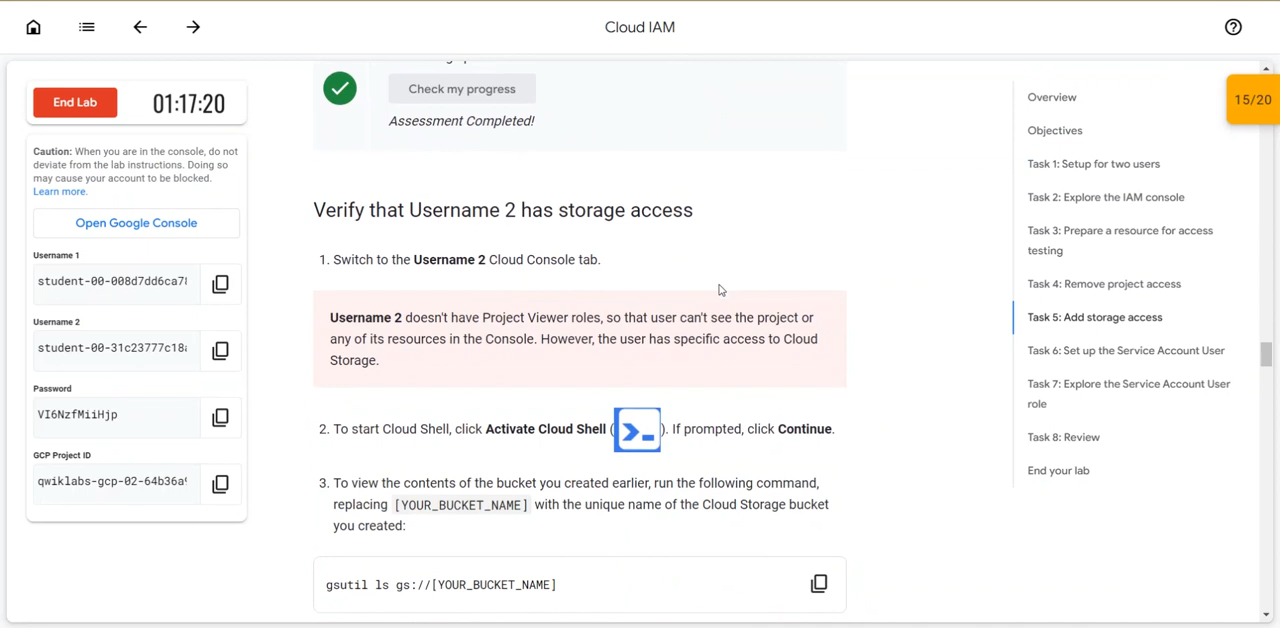 Cloud IAM
End Lab
01:17:20
Caution: When you are in the console, do not
deviate from the lab instructions. Doing so
may cause your account to be blocked.
Learn more.
Open Google Console
Username 1
student-00-008d7dd6ca7
Username 2
student-00-31c23777c18
Password
VI6NzfMiiHjp
GCP Project ID
qwiklabs-gcp-02-64b36a
Check my progress
Assessment Completed!
Verify that Username 2 has storage access
1. Switch to the Username 2 Cloud Console tab.
Username 2 doesn't have Project Viewer roles, so that user can't see the project or
any of its resources in the Console. However, the user has specific access to Cloud
Storage.
2. To start Cloud Shell, click Activate Cloud Shell ( ). If prompted, click Continue.
3. To view the contents of the bucket you created earlier, run the following command,
replacing [YOUR_BUCKET_NAME] with the unique name of the Cloud Storage bucket
you created:
gsutil ls gs://[YOUR_BUCKET_NAME]
Overview
Objectives
Task 1: Setup for two users
Task 2: Explore the IAM console
Task 3: Prepare a resource for access
testing
Task 4: Remove project access
Task 5: Add storage access
Task 6: Set up the Service Account User
Task 7: Explore the Service Account User
role
Task 8: Review
End your lab
15/20